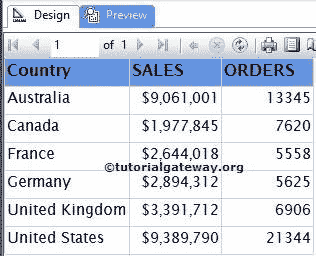 Design Preview
1 of 1
Country SALES ORDERS
Australia $9,061,001 13345
Canada $1,977,845 7620
France $2,644,018 5558
©tutorialgateway.org
Germany $2,894,312 5625
United Kingdom $3,391,712 6906
United States $9,389,790 21344